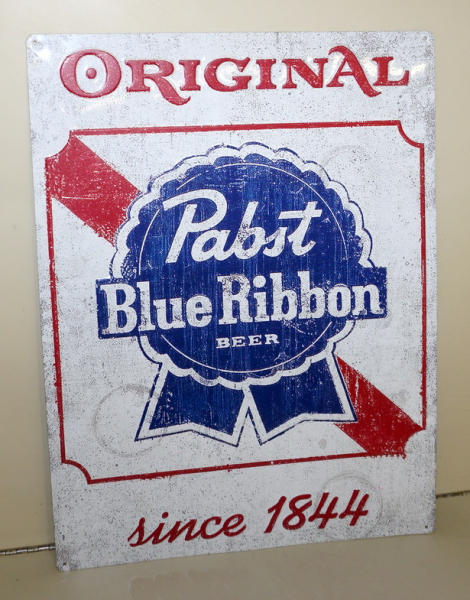 ORIGINAL
Pabst
Blue Ribbon
BEER
since 1844